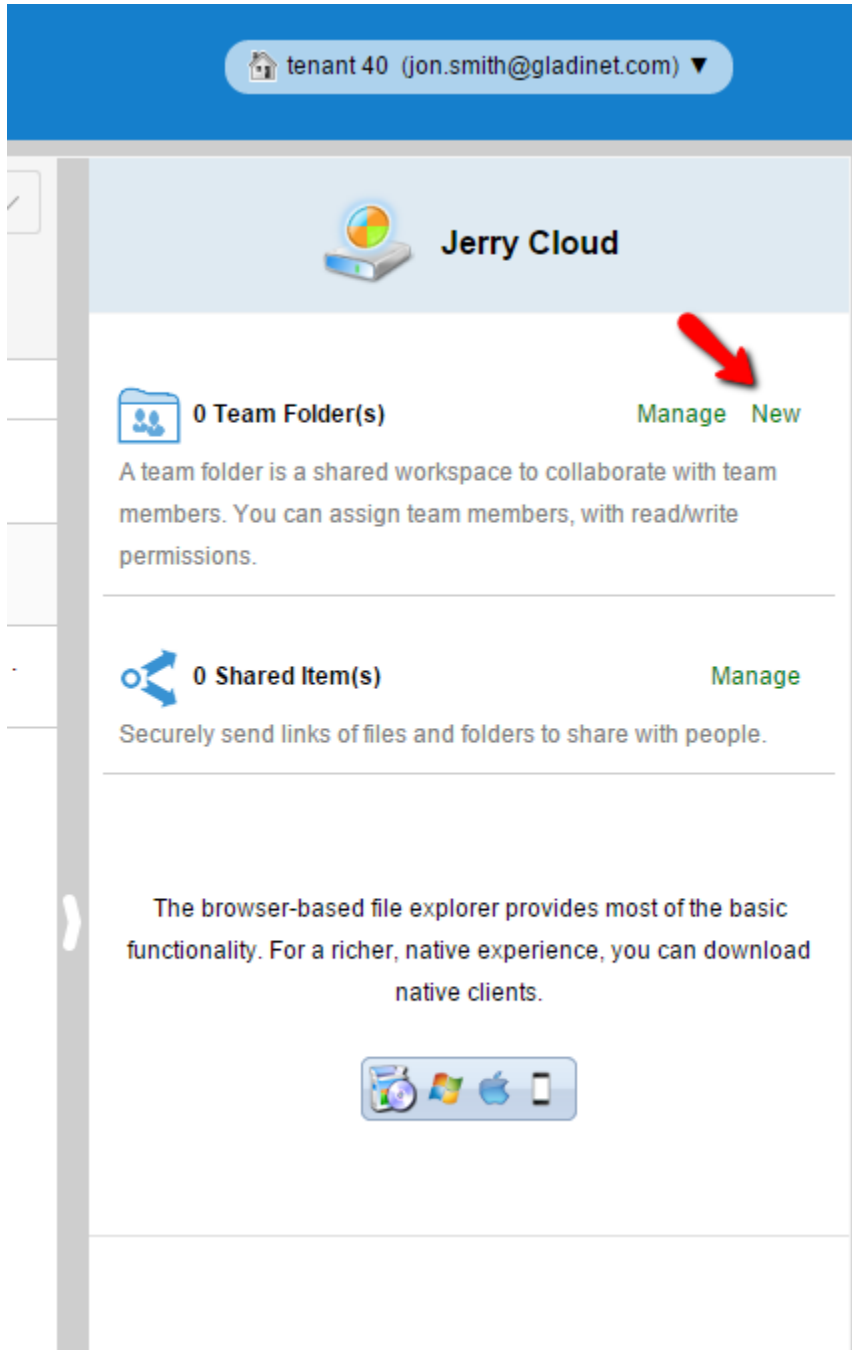 tenant 40 (jon.smith@gladinet.com) ▼
Jerry Cloud
0 Team Folder(s) Manage New
A team folder is a shared workspace to collaborate with team
members. You can assign team members, with read/write
permissions.
0 Shared Item(s) Manage
Securely send links of files and folders to share with people.
The browser-based file explorer provides most of the basic
functionality. For a richer, native experience, you can download
native clients.